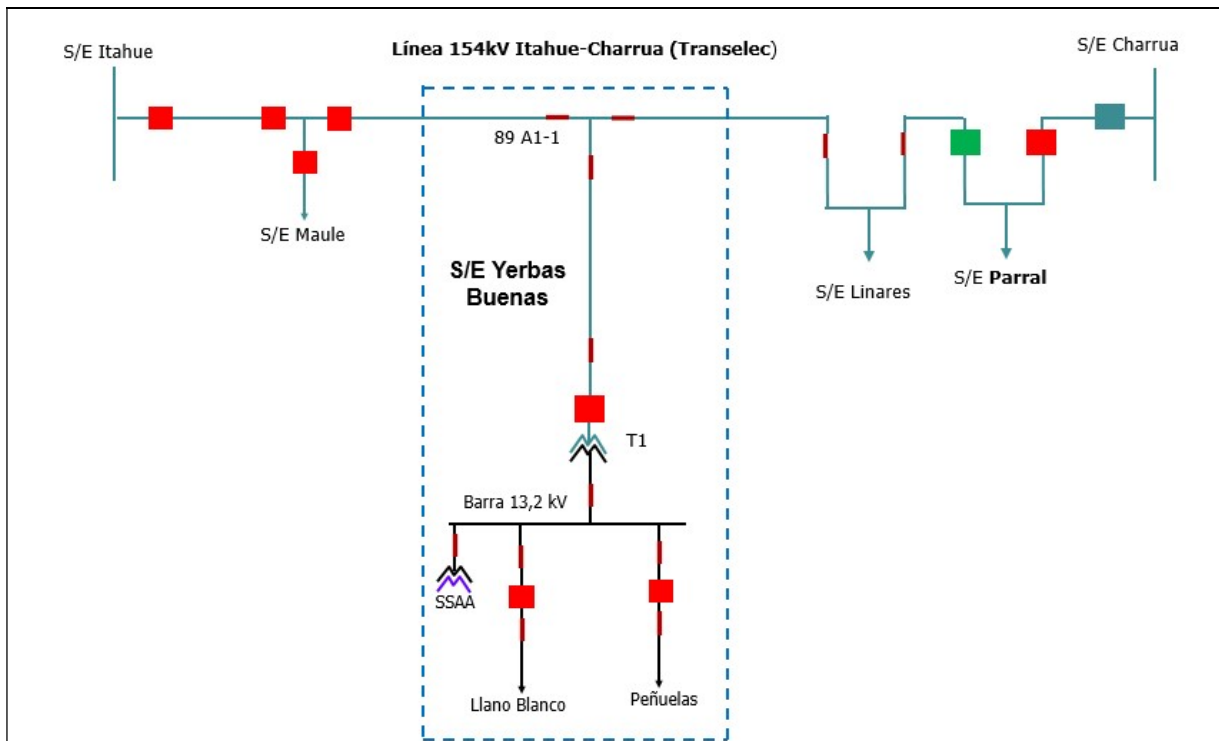 S/E Itahue
Línea 154kV Itahue-Charrua (Transelec)
S/E Charrua
89 A1-1
S/E Maule
S/E Yerbas
Buenas
S/E Linares
S/E Parral
T1
Barra 13,2 kV
SSAA
Llano Blanco
Peñuelas